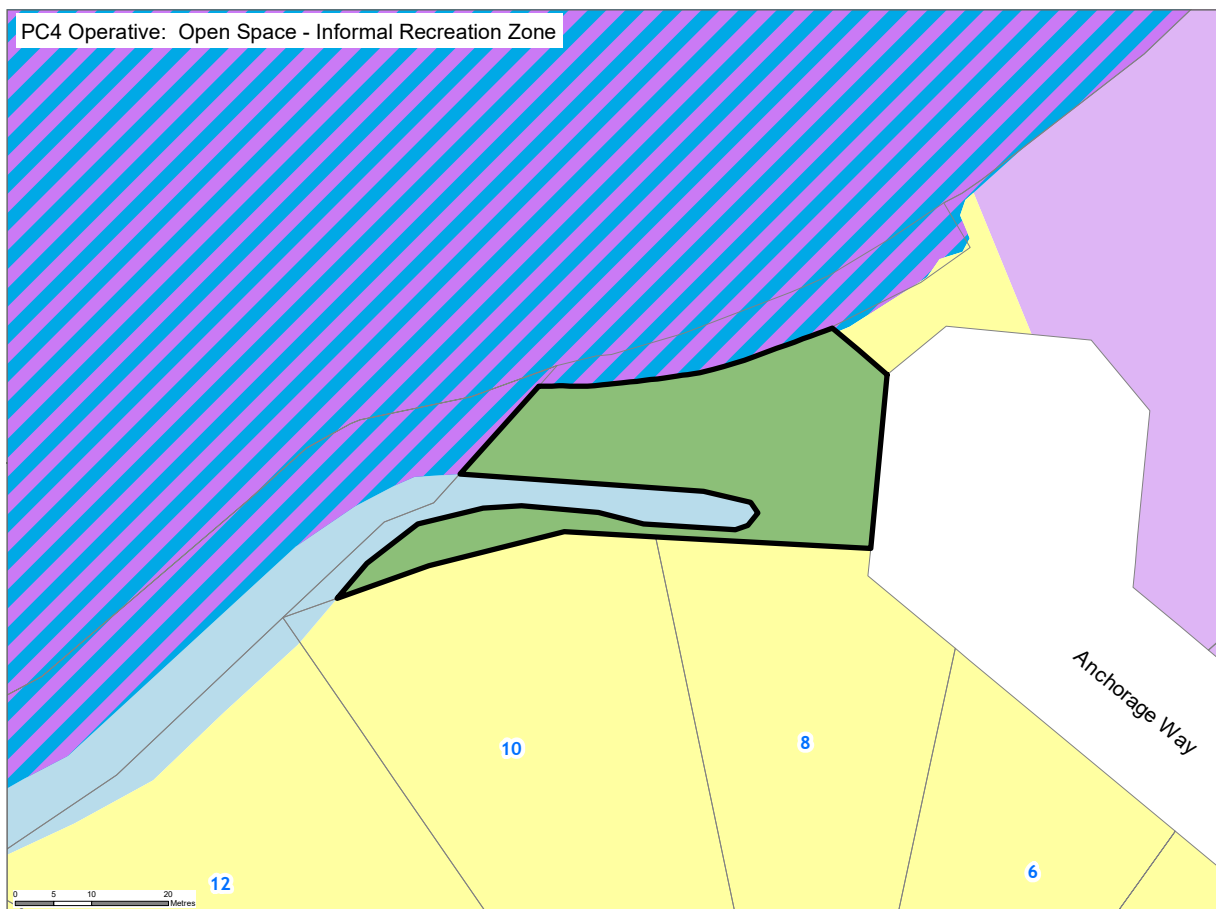 PC4 Operative:  Open Space - Informal Recreation Zone
Anchorage Way
10
8
6
12
0 5 10 20
Metres